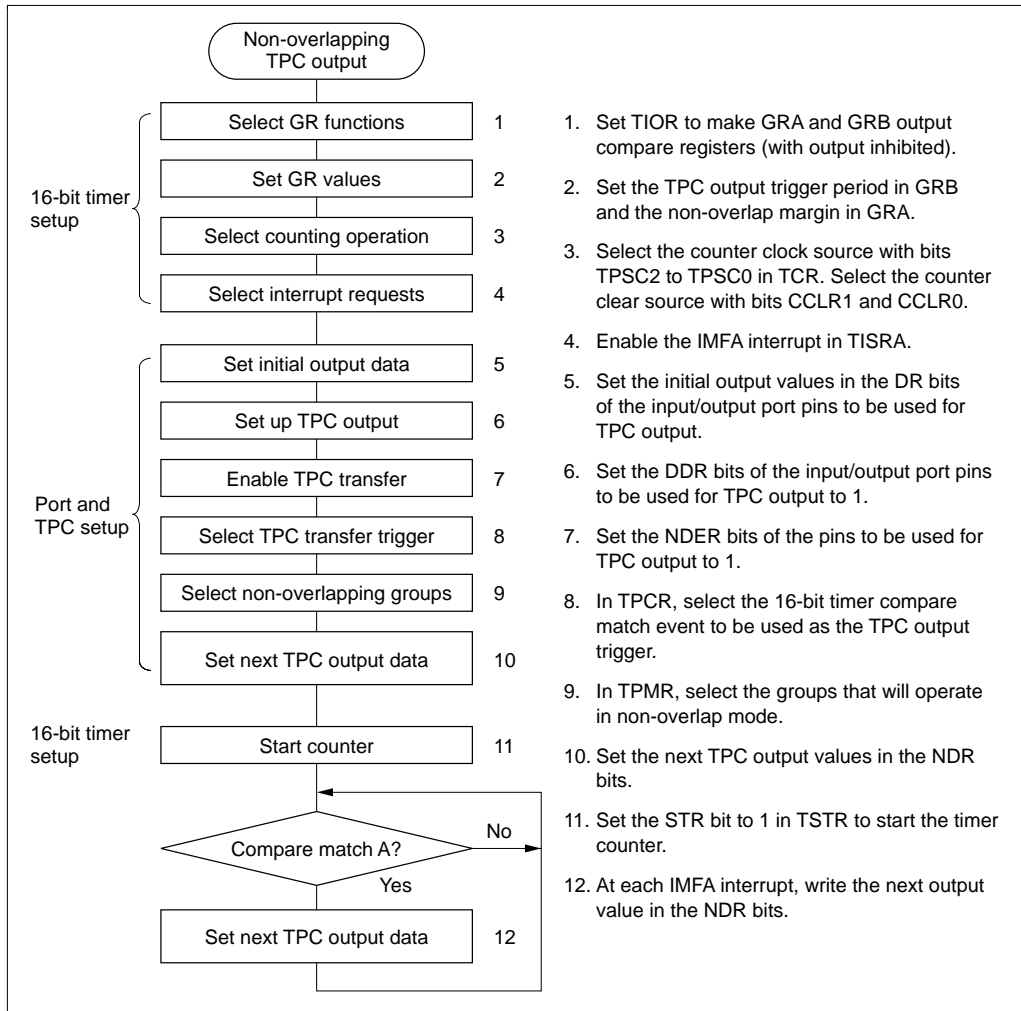 Non-overlapping
TPC output
16-bit timer
setup
Select GR functions 1
Set GR values 2
Select counting operation 3
Select interrupt requests 4
Port and
TPC setup
Set initial output data 5
Set up TPC output 6
Enable TPC transfer 7
Select TPC transfer trigger 8
Select non-overlapping groups 9
Set next TPC output data 10
16-bit timer
setup
Start counter 11
Compare match A?
No
Yes
Set next TPC output data 12
1. Set TIOR to make GRA and GRB output
compare registers (with output inhibited).
2. Set the TPC output trigger period in GRB
and the non-overlap margin in GRA.
3. Select the counter clock source with bits
TPSC2 to TPSC0 in TCR. Select the counter
clear source with bits CCLR1 and CCLR0.
4. Enable the IMFA interrupt in TISRA.
5. Set the initial output values in the DR bits
of the input/output port pins to be used for
TPC output.
6. Set the DDR bits of the input/output port pins
to be used for TPC output to 1.
7. Set the NDER bits of the pins to be used for
TPC output to 1.
8. In TPCR, select the 16-bit timer compare
match event to be used as the TPC output
trigger.
9. In TPMR, select the groups that will operate
in non-overlap mode.
10. Set the next TPC output values in the NDR
bits.
11. Set the STR bit to 1 in TSTR to start the timer
counter.
12. At each IMFA interrupt, write the next output
value in the NDR bits.